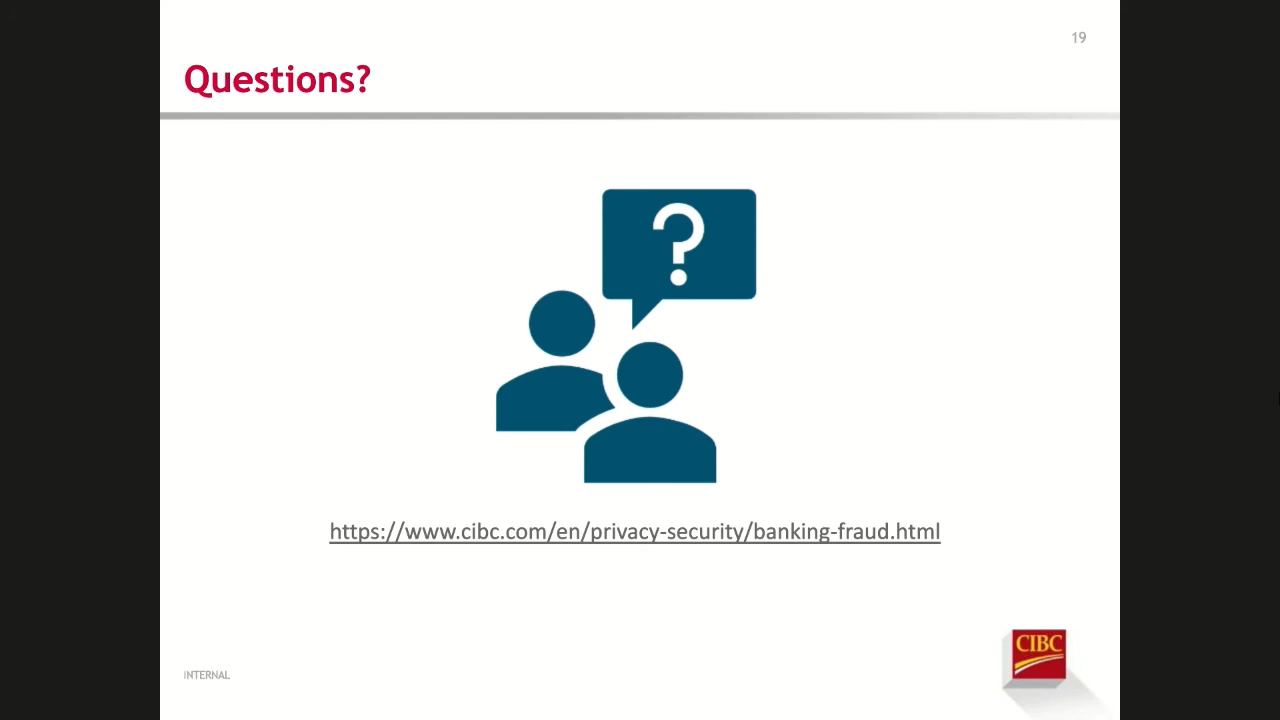 19
Questions?
?
https://www.cibc.com/en/privacy-security/banking-fraud.html
INTERNAL
CIBC